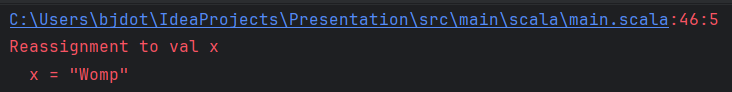 C:\Users\bjdot\IdeaProjects\Presentation\src\main\scala\main.scala:46:5
Reassignment to val x
x = "Womp"